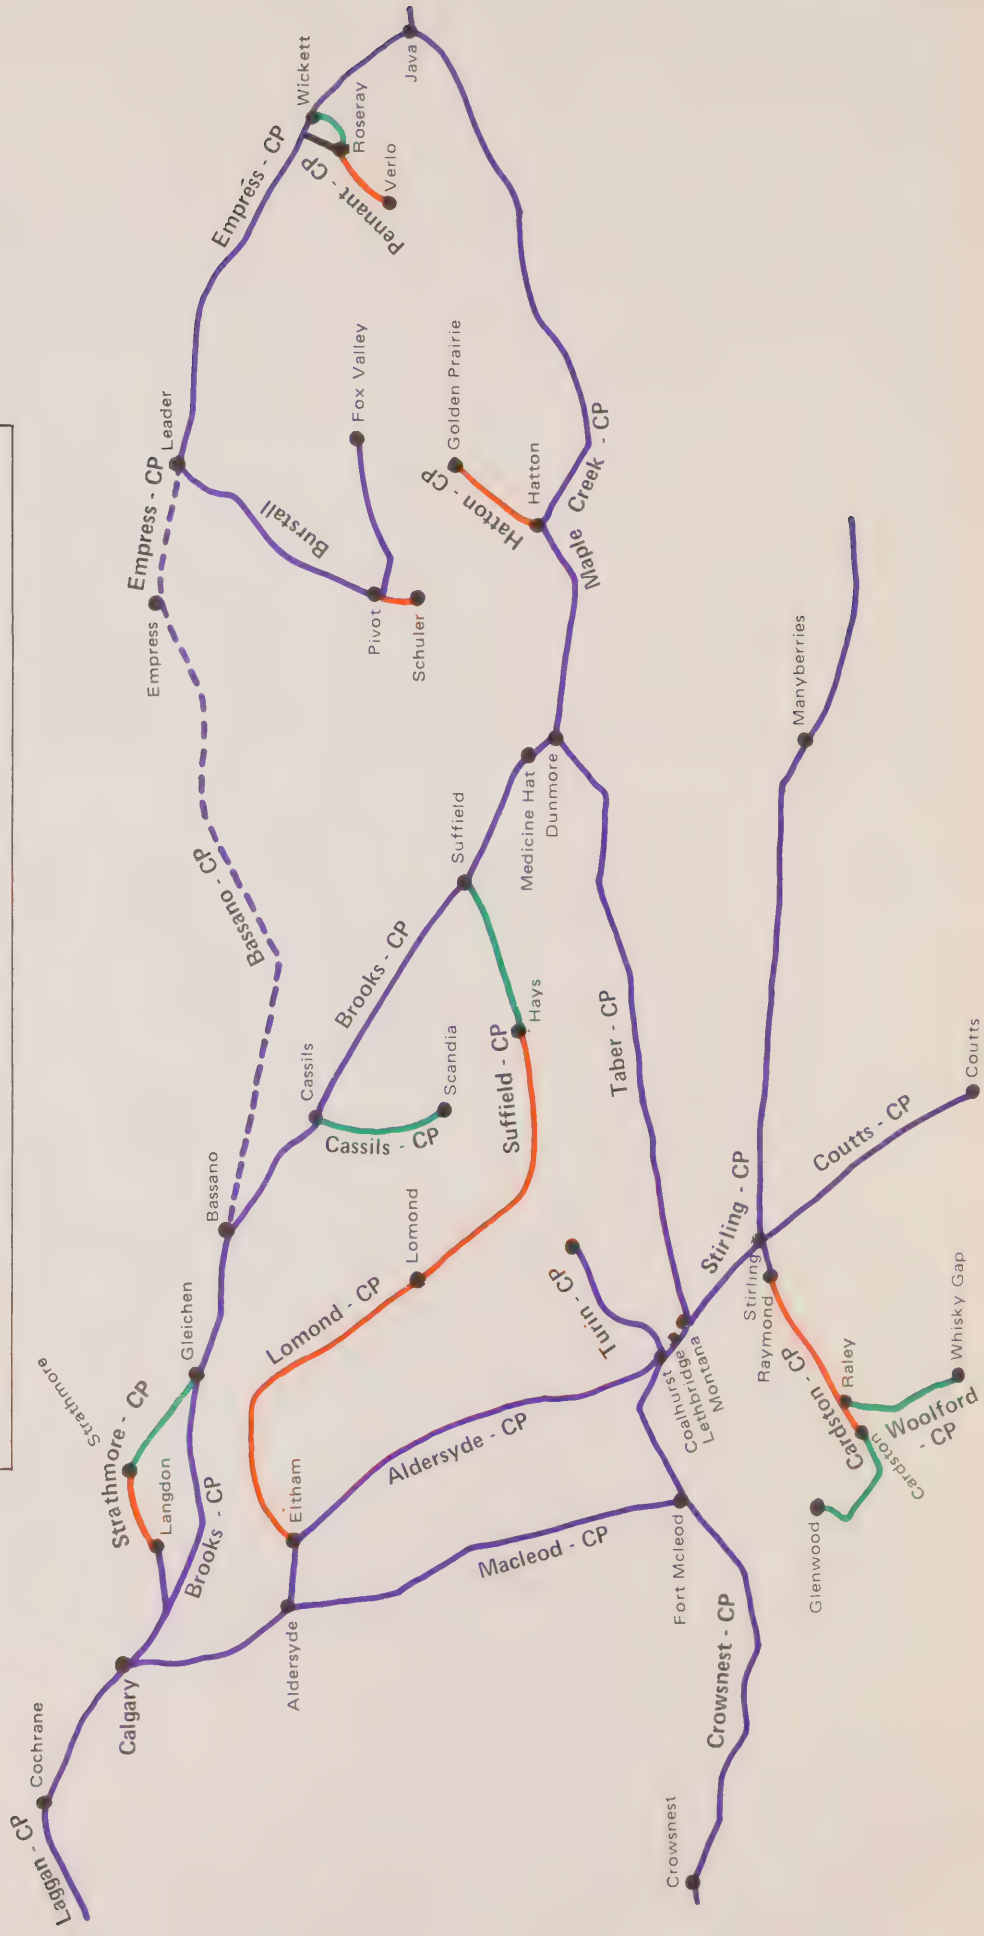 Laggan - CP
Cochrane
Calgary
Strathmore - CP
Strathmore
Langdon
Brooks - CP
Gleichen
Bassano
Bassano - CP
Empress
Empress - CP
Leader
Empress - CP
Wickett
Roseray
Pennant - CP
Verlo
Java
Burstall
Pivot
Schuler
Fox Valley
Golden Prairie
Hatton - CP
Hatton
Maple Creek - CP
Cassils
Cassils - CP
Scandia
Brooks - CP
Suffield
Medicine Hat
Dunmore
Hays
Suffield - CP
Lomond
Lomond - CP
Eltham
Aldersyde
Aldersyde - CP
Macleod - CP
Fort Mcleod
Turin - CP
Taber - CP
Coalhurst
Lethbridge
Montana
Stirling - CP
Stirling
Raymond
Manyberries
Coutts - CP
Coutts
Cardston - CP
Raley
Cardston
Woolford
- CP
Whisky Gap
Glenwood
Crowsnest - CP
Crowsnest